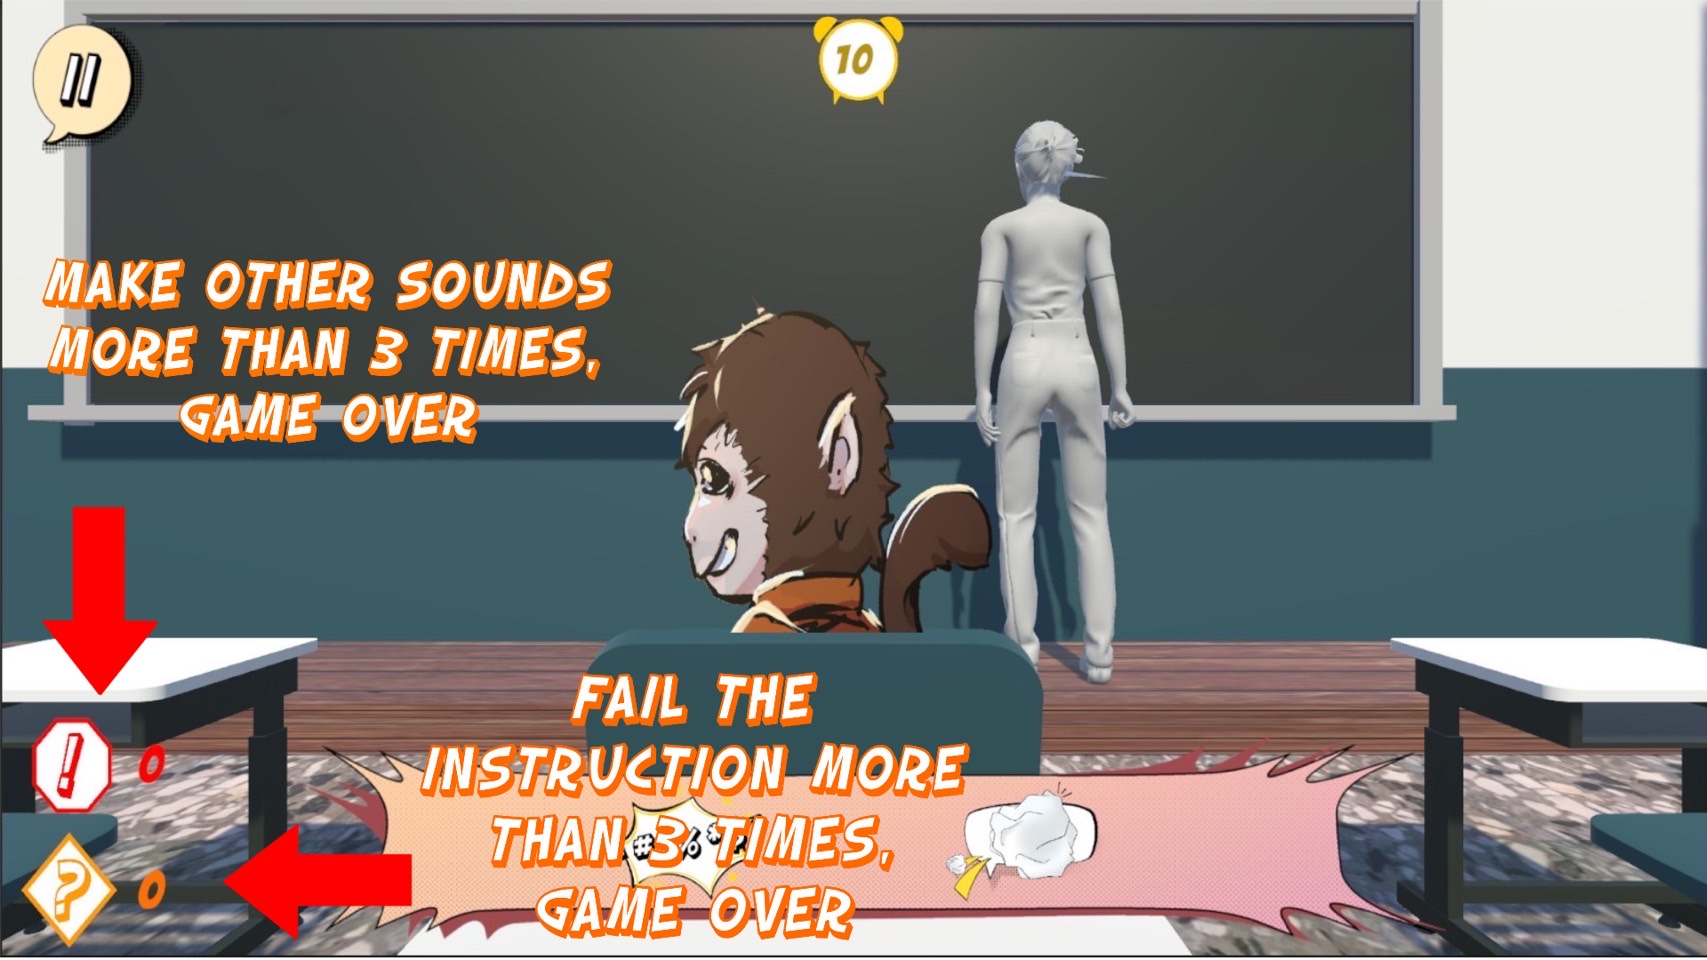 10
MAKE OTHER SOUNDS
MORE THAN 3 TIMES,
GAME OVER
FAIL THE
INSTRUCTION MORE
THAN 3 TIMES,
GAME OVER
! 0
? 0